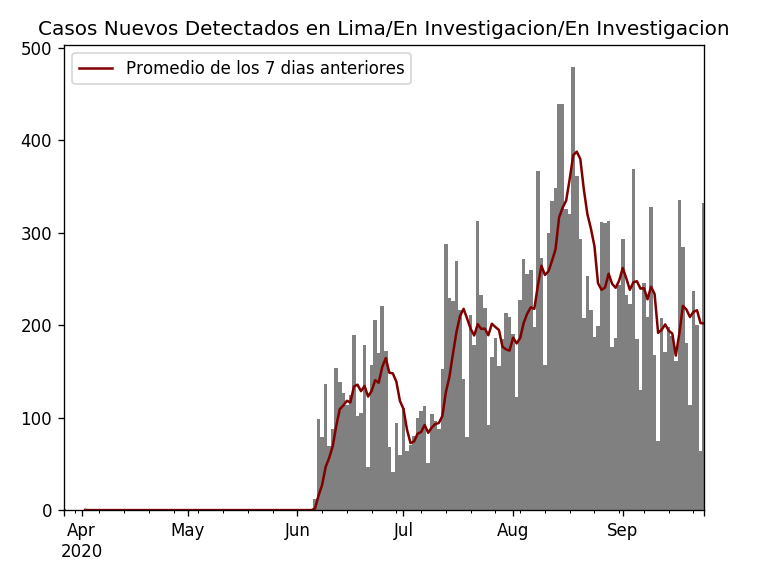 Casos Nuevos Detectados en Lima/En Investigacion/En Investigacion
Promedio de los 7 dias anteriores
500
400
300
200
100
0
Apr May Jun Jul Aug Sep
2020